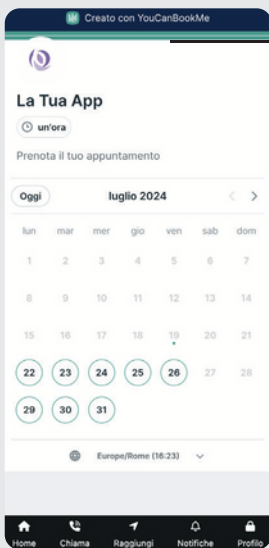 Creato con YouCanBookMe
La Tua App
un'ora
Prenota il tuo appuntamento
Oggi luglio 2024
lun mar mer gio ven sab dom
1 2 3 4 5 6 7
8 9 10 11 12 13 14
15 16 17 18 19 20 21
22 23 24 25 26 27 28
29 30 31
Europe/Rome (16:23)
Home Chiama Raggiungi Notifiche Profilo